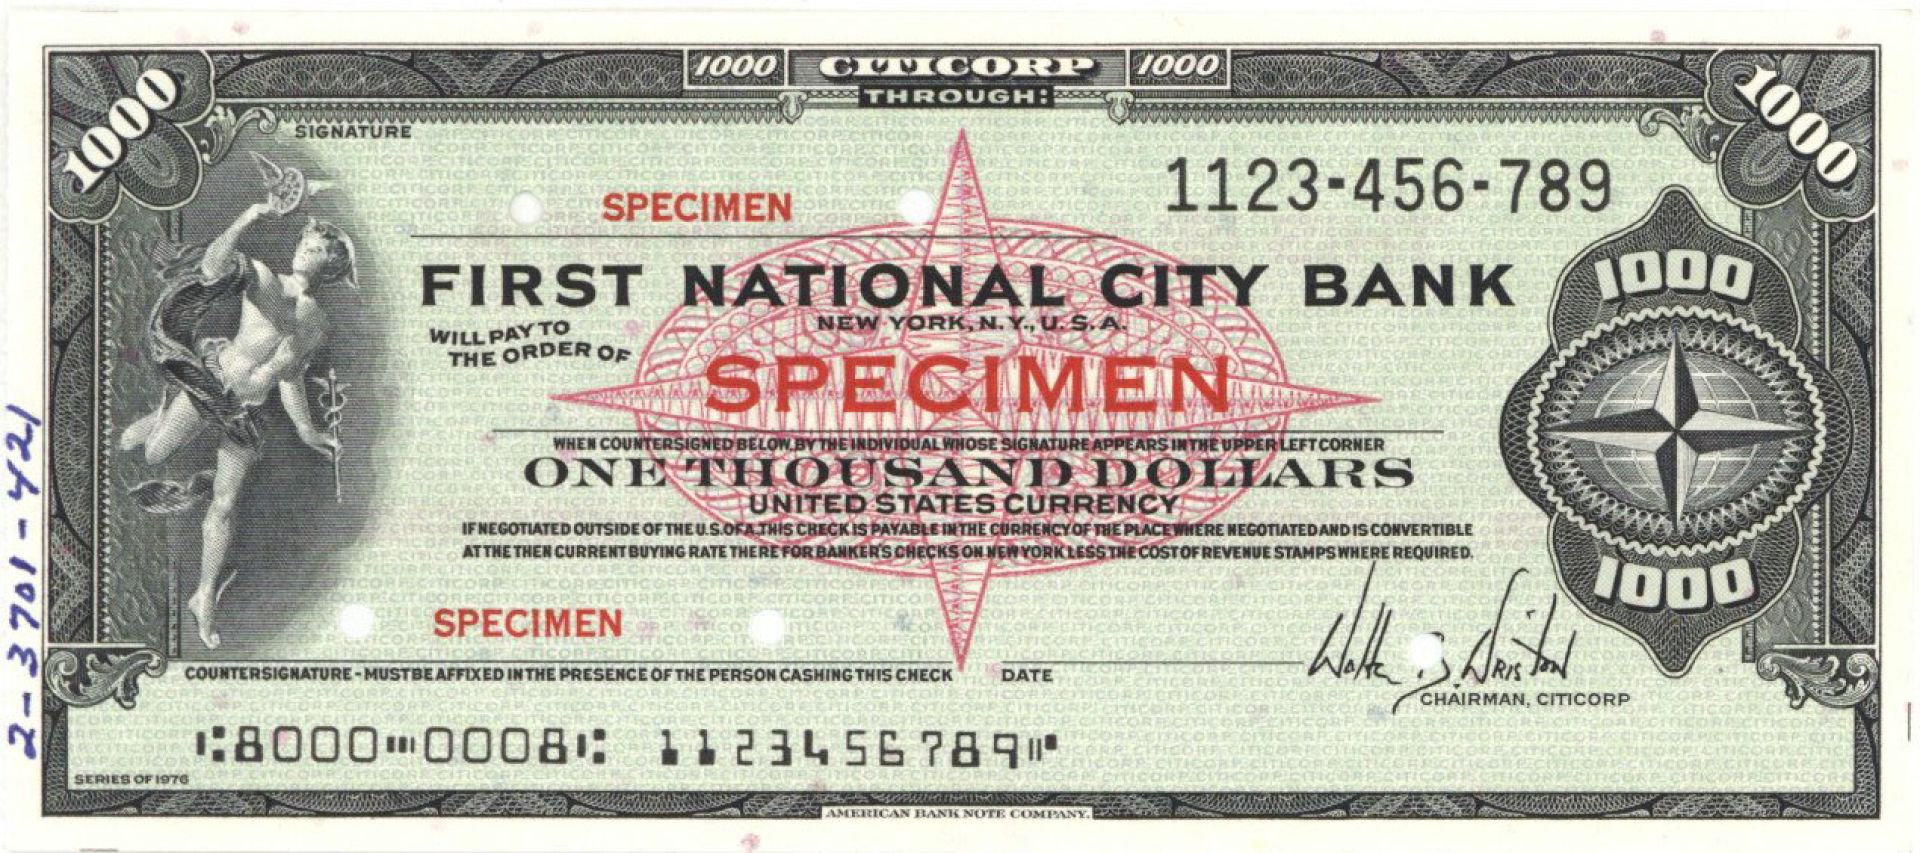 1000 CITICORP 1000
THROUGH:
1000
1000
SIGNATURE
1123-456-789
SPECIMEN
FIRST NATIONAL CITY BANK
NEW YORK, N.Y., U.S.A.
WILL PAY TO
THE ORDER OF
SPECIMEN
1000
WHEN COUNTERSIGNED BELOW, BY THE INDIVIDUAL WHOSE SIGNATURE APPEARS IN THE UPPER LEFT CORNER
ONE THOUSAND DOLLARS
UNITED STATES CURRENCY
IF NEGOTIATED OUTSIDE OF THE U.S. OF A. THIS CHECK IS PAYABLE IN THE CURRENCY OF THE PLACE WHERE NEGOTIATED AND IS CONVERTIBLE
AT THE THEN CURRENT BUYING RATE THERE FOR BANKER'S CHECKS ON NEW YORK LESS THE COST OF REVENUE STAMPS WHERE REQUIRED.
1000
SPECIMEN
Walter B. Wriston
COUNTERSIGNATURE - MUST BE AFFIXED IN THE PRESENCE OF THE PERSON CASHING THIS CHECK
DATE
CHAIRMAN, CITICORP
⑆8000⑉0008⑆ 1123456789⑈
SERIES OF 1976
AMERICAN BANK NOTE COMPANY.
2-3701-421